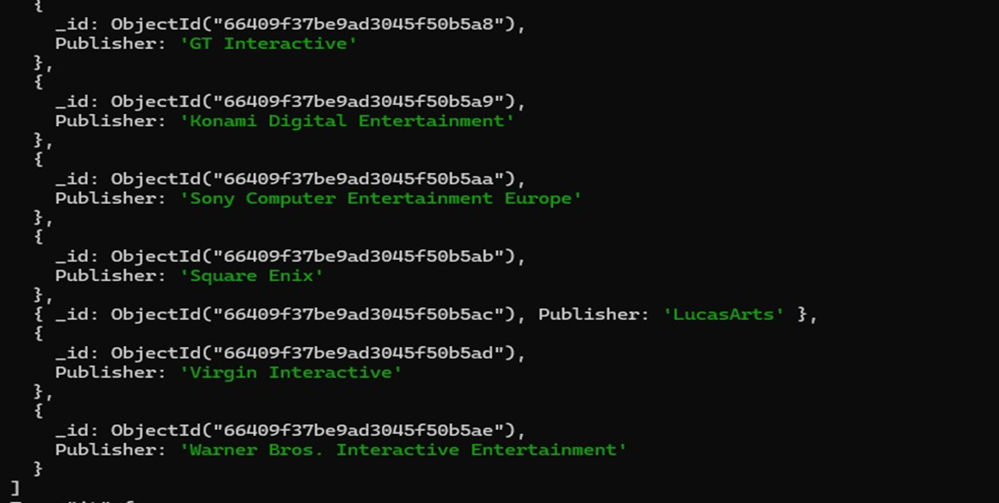 {
_id: ObjectId("66409f37be9ad3045f50b5a8"),
Publisher: 'GT Interactive'
},
{
_id: ObjectId("66409f37be9ad3045f50b5a9"),
Publisher: 'Konami Digital Entertainment'
},
{
_id: ObjectId("66409f37be9ad3045f50b5aa"),
Publisher: 'Sony Computer Entertainment Europe'
},
{
_id: ObjectId("66409f37be9ad3045f50b5ab"),
Publisher: 'Square Enix'
},
{ _id: ObjectId("66409f37be9ad3045f50b5ac"), Publisher: 'LucasArts' },
{
_id: ObjectId("66409f37be9ad3045f50b5ad"),
Publisher: 'Virgin Interactive'
},
{
_id: ObjectId("66409f37be9ad3045f50b5ae"),
Publisher: 'Warner Bros. Interactive Entertainment'
}
]